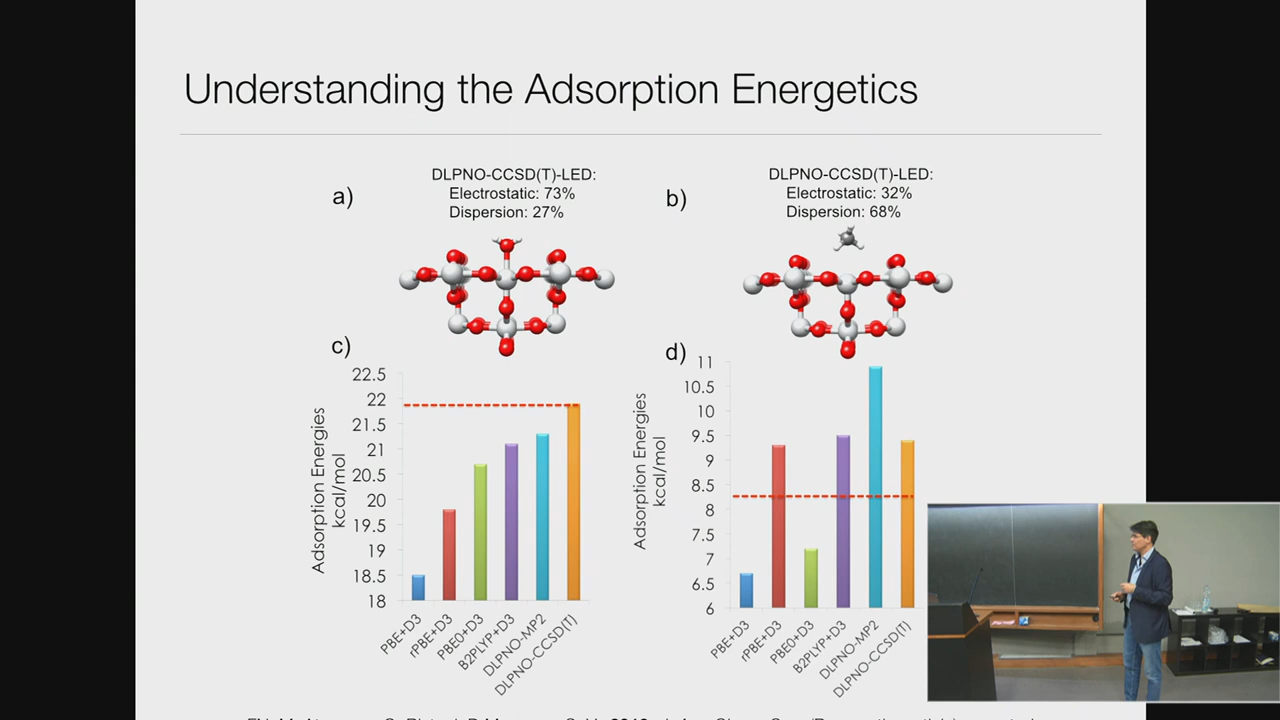 Understanding the Adsorption Energetics
a)
DLPNO-CCSD(T)-LED:
Electrostatic: 73%
Dispersion: 27%
b)
DLPNO-CCSD(T)-LED:
Electrostatic: 32%
Dispersion: 68%
c)
Adsorption Energies
kcal/mol
22.5
22
21.5
21
20.5
20
19.5
19
18.5
18
PBE+D3
rPBE+D3
PBE0+D3
B2PLYP+D3
DLPNO-MP2
DLPNO-CCSD(T)
d)
Adsorption Energies
kcal/mol
11
10.5
10
9.5
9
8.5
8
7.5
7
6.5
6
PBE+D3
rPBE+D3
PBE0+D3
B2PLYP+D3
DLPNO-MP2
DLPNO-CCSD(T)